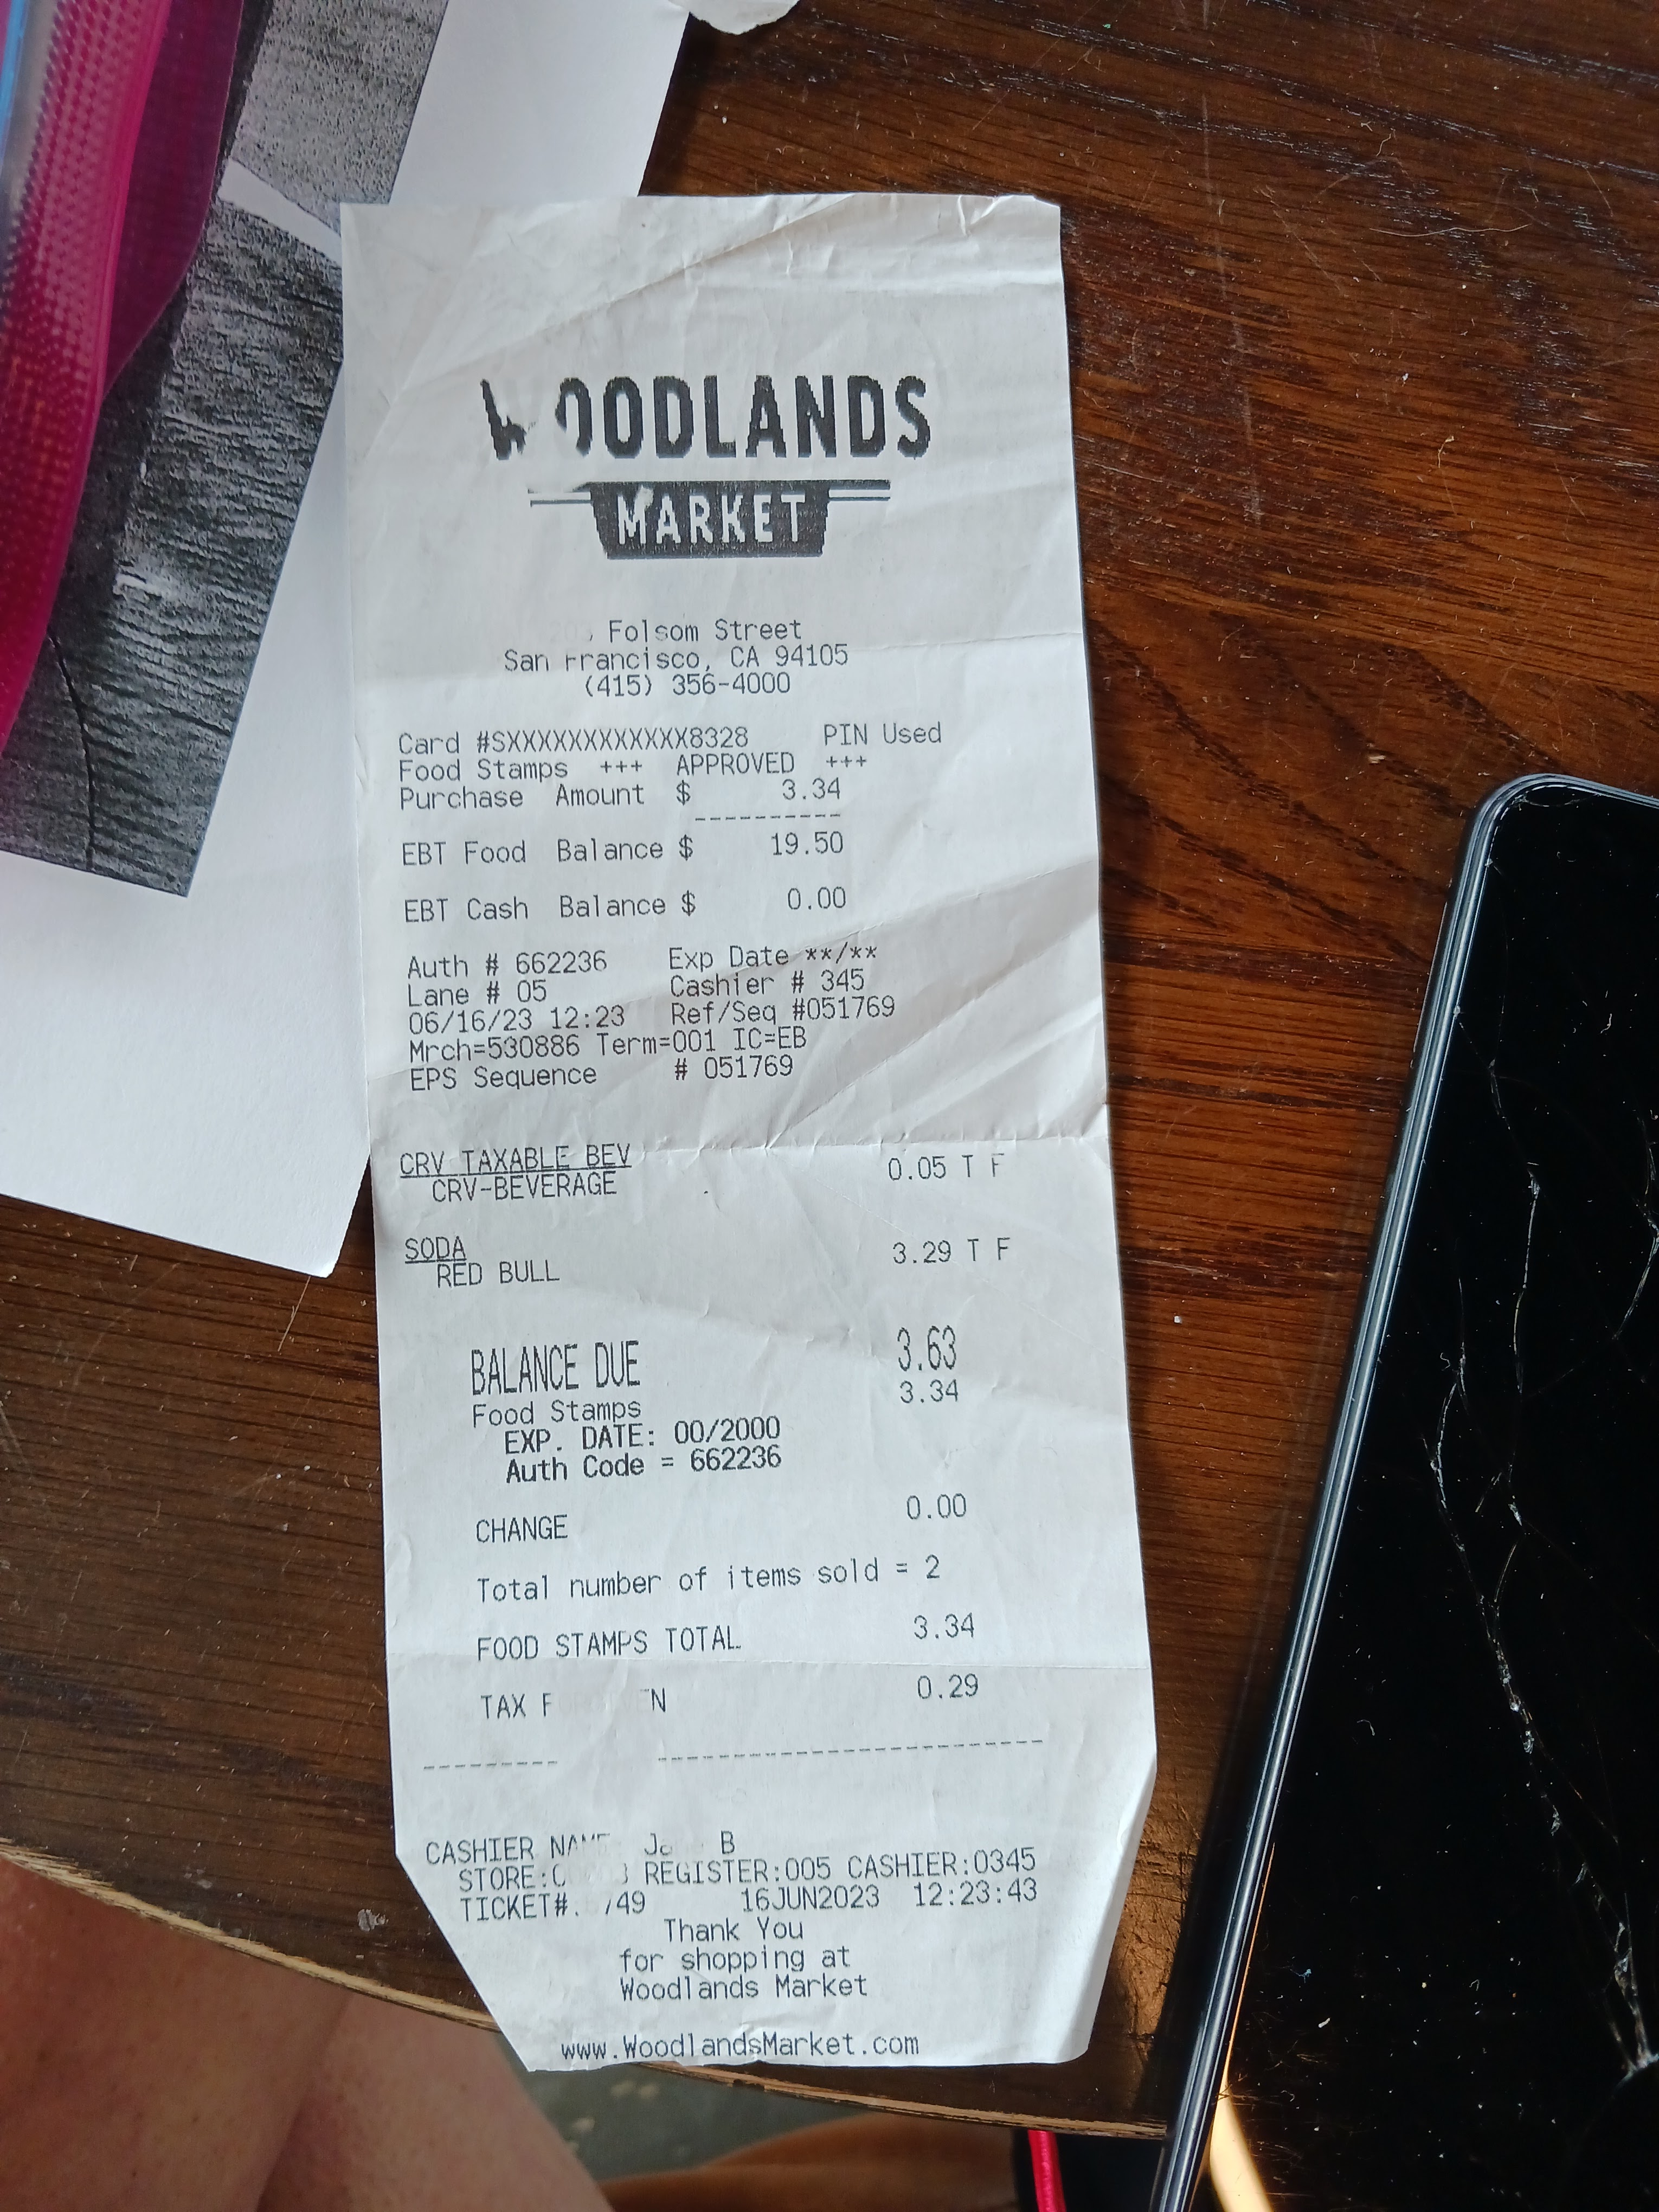 WOODLANDS
MARKET
Folsom Street
San Francisco, CA 94105
(415) 356-4000
Card #SXXXXXXXXXXXX8328 PIN Used
Food Stamps +++ APPROVED +++
Purchase Amount $ 3.34
----------
EBT Food Balance $ 19.50
EBT Cash Balance $ 0.00
Auth # 662236 Exp Date **/**
Lane # 05 Cashier # 345
06/16/23 12:23 Ref/Seq #051769
Mrch=530886 Term=001 IC=EB
EPS Sequence # 051769
CRV TAXABLE BEV 0.05 T F
CRV-BEVERAGE
SODA 3.29 T F
RED BULL
BALANCE DUE 3.63
Food Stamps 3.34
EXP. DATE: 00/2000
Auth Code = 662236
CHANGE 0.00
Total number of items sold = 2
FOOD STAMPS TOTAL 3.34
TAX 0.29
CASHIER NAME B
STORE: REGISTER:005 CASHIER:0345
TICKET# 16JUN2023 12:23:43
Thank You
for shopping at
Woodlands Market
www.WoodlandsMarket.com